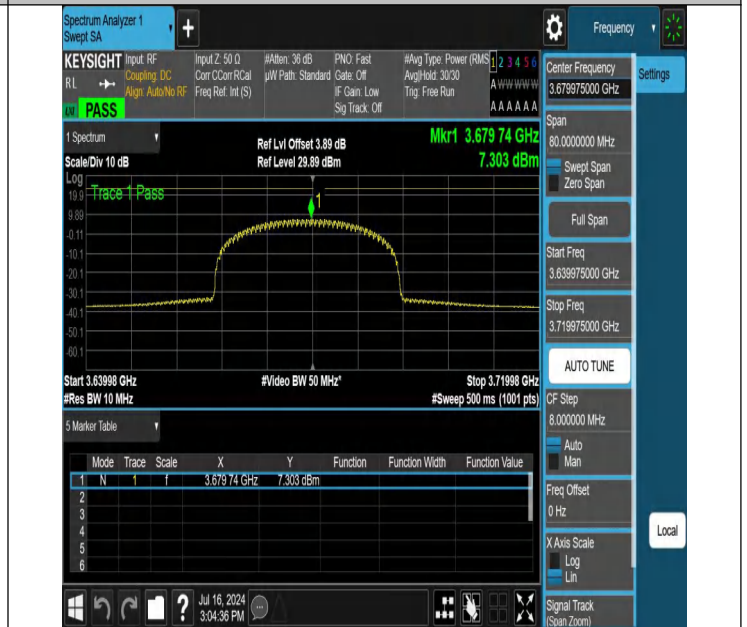 Spectrum Analyzer 1
Swept SA
+
Frequency
KEYSIGHT
Input: RF
Input Z: 50 Ω
#Atten: 36 dB
PNO: Fast
#Avg Type: Power (RMS
1 2 3 4 5 6
RL
Coupling: DC
Corr CCorr RCal
µW Path: Standard
Gate: Off
Avg|Hold: 30/30
A W W W W W
Align: Auto/No RF
Freq Ref: Int (S)
IF Gain: Low
Trig: Free Run
PASS
Sig Track: Off
A A A A A A
1 Spectrum
Ref Lvl Offset 3.89 dB
Mkr1 3.679 74 GHz
Scale/Div 10 dB
Ref Level 29.89 dBm
7.303 dBm
Log
Trace 1 Pass
1
19.9
9.89
-0.11
-10.1
-20.1
-30.1
-40.1
-50.1
-60.1
Start 3.63998 GHz
#Video BW 50 MHz*
Stop 3.71998 GHz
#Res BW 10 MHz
#Sweep 500 ms (1001 pts)
5 Marker Table
Mode Trace Scale X Y Function Function Width Function Value
1 N 1 f 3.679 74 GHz 7.303 dBm
2
3
4
5
6
?
Jul 16, 2024
3:04:36 PM
Center Frequency
3.679975000 GHz
Settings
Span
80.0000000 MHz
Swept Span
Zero Span
Full Span
Start Freq
3.639975000 GHz
Stop Freq
3.719975000 GHz
AUTO TUNE
CF Step
8.000000 MHz
Auto
Man
Freq Offset
0 Hz
Local
X Axis Scale
Log
Lin
Signal Track
(Span Zoom)